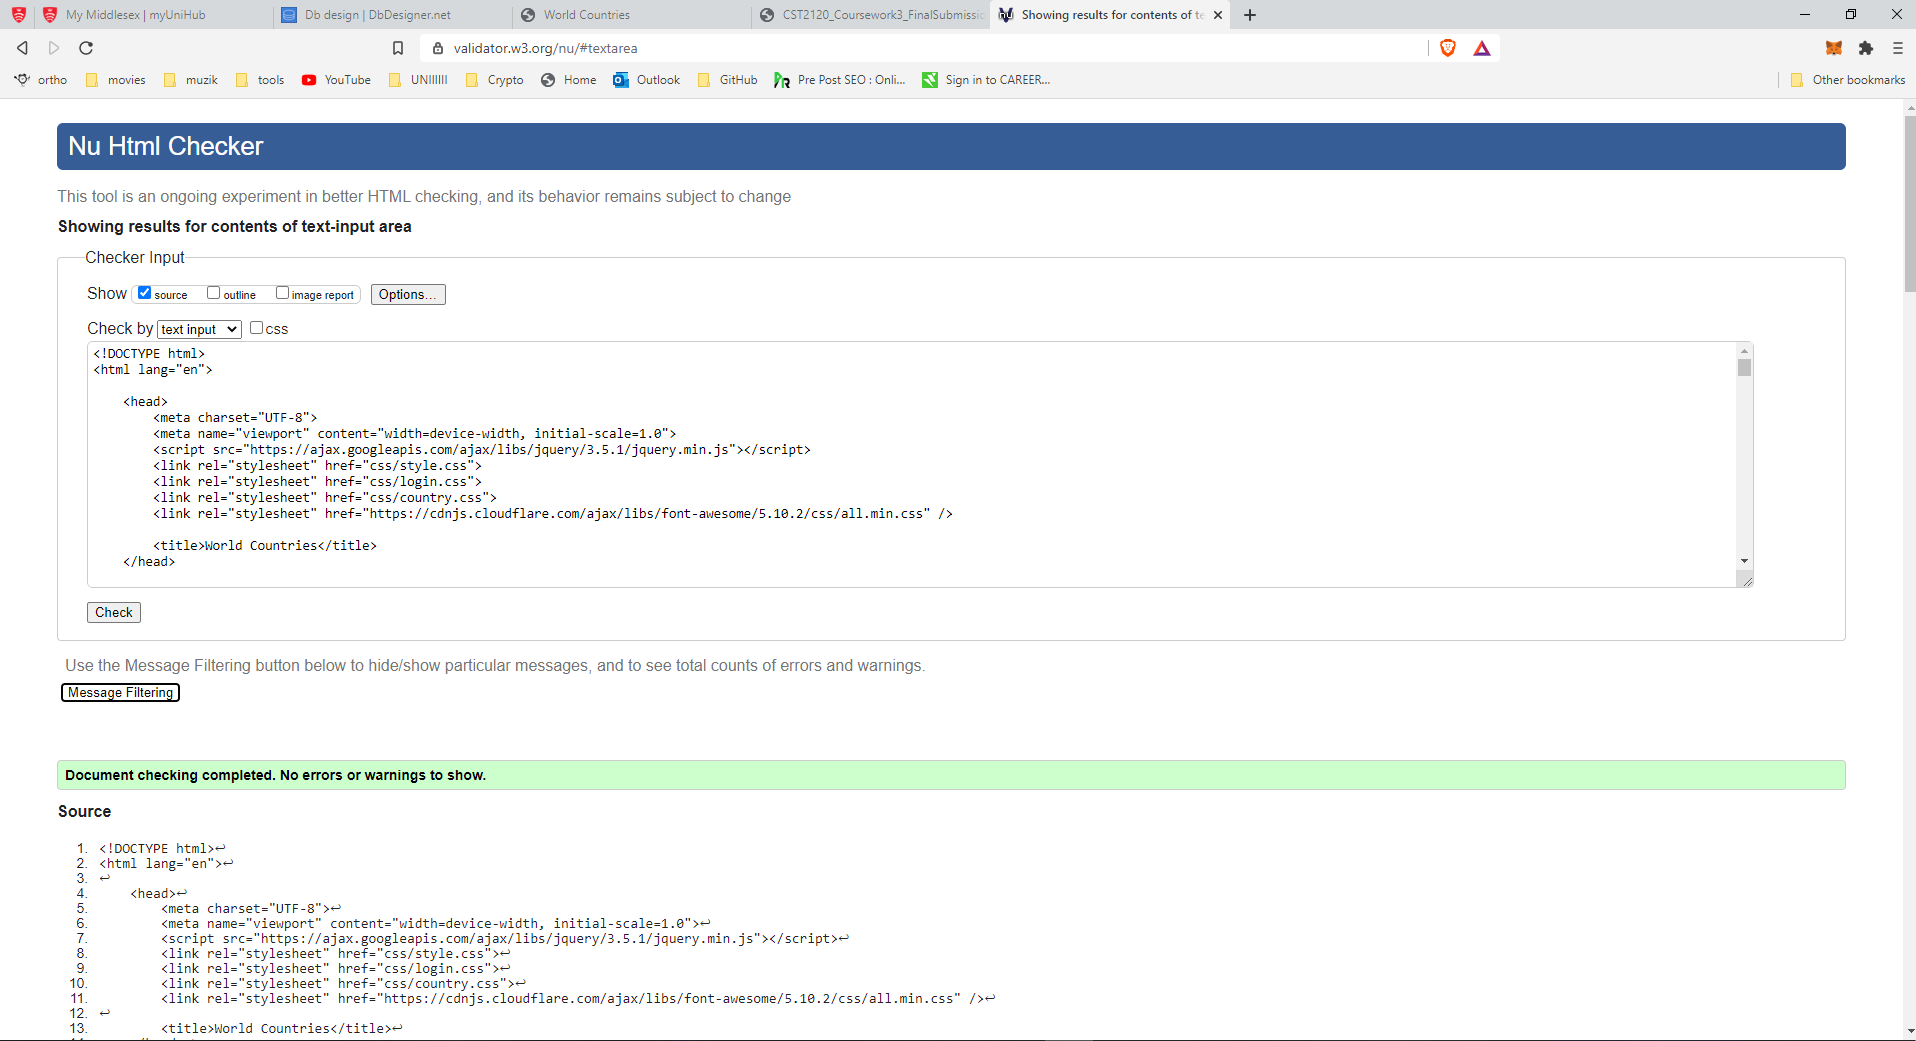 My Middlesex | myUniHub
Db design | DbDesigner.net
World Countries
CST2120_Coursework3_FinalSubmissi
Showing results for contents of te
validator.w3.org/nu/#textarea
ortho
movies
muzik
tools
YouTube
UNIIIIII
Crypto
Home
Outlook
GitHub
Pre Post SEO : Onli...
Sign in to CAREER...
Other bookmarks
Nu Html Checker
This tool is an ongoing experiment in better HTML checking, and its behavior remains subject to change
Showing results for contents of text-input area
Checker Input
Show source outline image report Options...
Check by text input css
<!DOCTYPE html>
<html lang="en">
<head>
<meta charset="UTF-8">
<meta name="viewport" content="width=device-width, initial-scale=1.0">
<script src="https://ajax.googleapis.com/ajax/libs/jquery/3.5.1/jquery.min.js"></script>
<link rel="stylesheet" href="css/style.css">
<link rel="stylesheet" href="css/login.css">
<link rel="stylesheet" href="css/country.css">
<link rel="stylesheet" href="https://cdnjs.cloudflare.com/ajax/libs/font-awesome/5.10.2/css/all.min.css" />
<title>World Countries</title>
</head>
Check
Use the Message Filtering button below to hide/show particular messages, and to see total counts of errors and warnings.
Message Filtering
Document checking completed. No errors or warnings to show.
Source
1. <!DOCTYPE html>↩
2. <html lang="en">↩
3. ↩
4. <head>↩
5. <meta charset="UTF-8">↩
6. <meta name="viewport" content="width=device-width, initial-scale=1.0">↩
7. <script src="https://ajax.googleapis.com/ajax/libs/jquery/3.5.1/jquery.min.js"></script>↩
8. <link rel="stylesheet" href="css/style.css">↩
9. <link rel="stylesheet" href="css/login.css">↩
10. <link rel="stylesheet" href="css/country.css">↩
11. <link rel="stylesheet" href="https://cdnjs.cloudflare.com/ajax/libs/font-awesome/5.10.2/css/all.min.css" />↩
12. ↩
13. <title>World Countries</title>↩